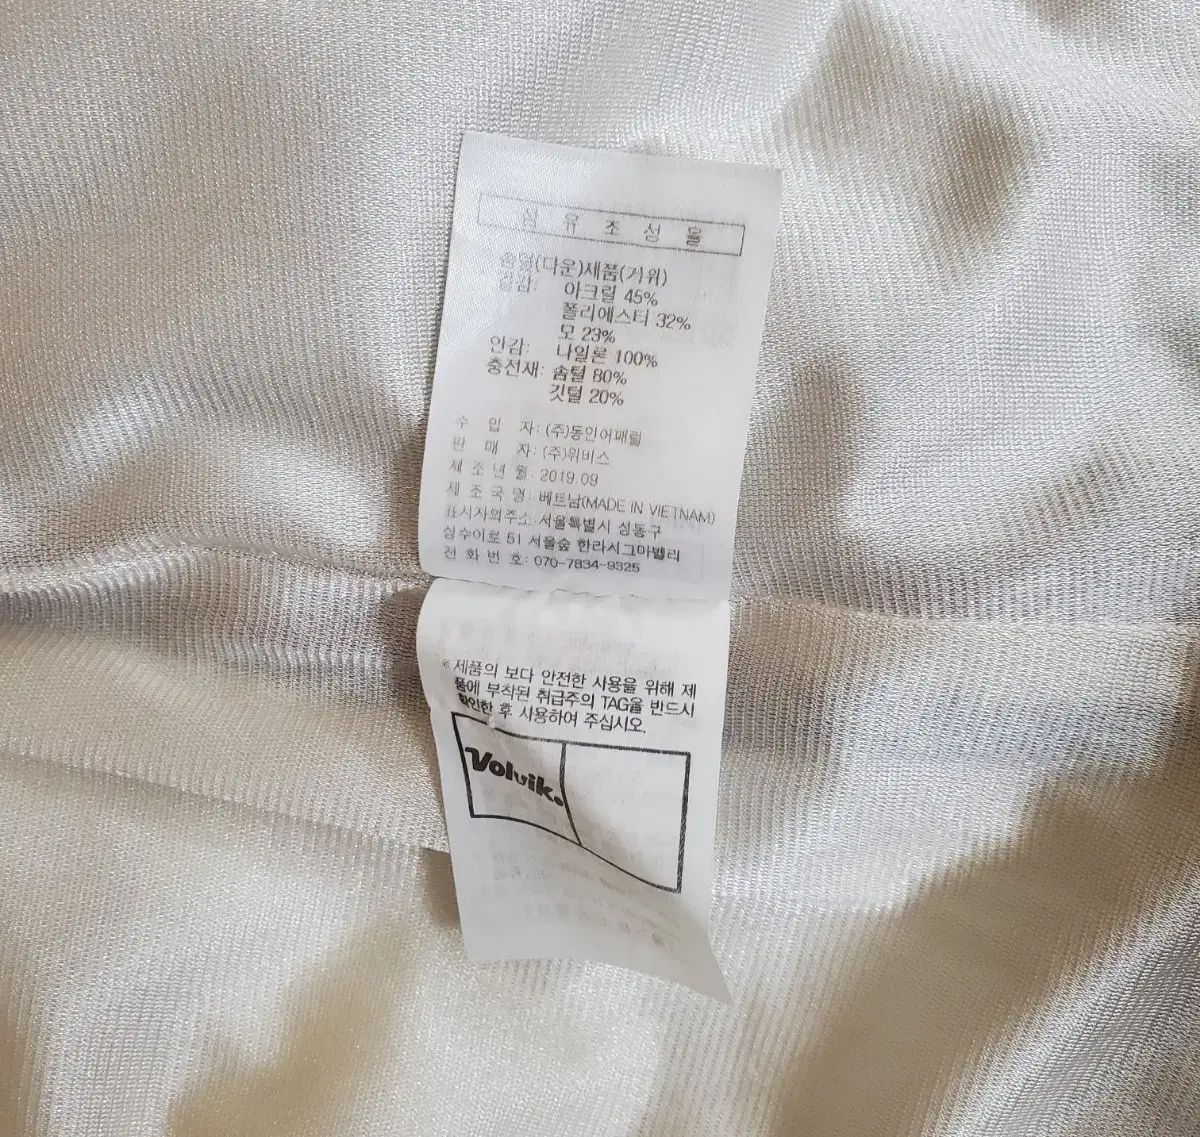 섬 유 조 성 율
솜털(다운)제품(거위)
겉감: 아크릴 45%
폴리에스터 32%
모 23%
안감: 나일론 100%
충전재: 솜털 80%
깃털 20%
수 입 자: (주)동인어패럴
판 매 자: (주)위비스
제 조 년 월: 2019.09
제 조 국 명: 베트남(MADE IN VIETNAM)
표시자의주소 서울특별시 성동구
성수이로 51 서울숲 한라시그마밸리
전 화 번 호: 070-7834-9325
* 세품의 보다 안전한 사용을 위해 제
품에 부착된 취급주의 TAG을 반드시
확인한 후 사용하여 주십시오.
Volvik.